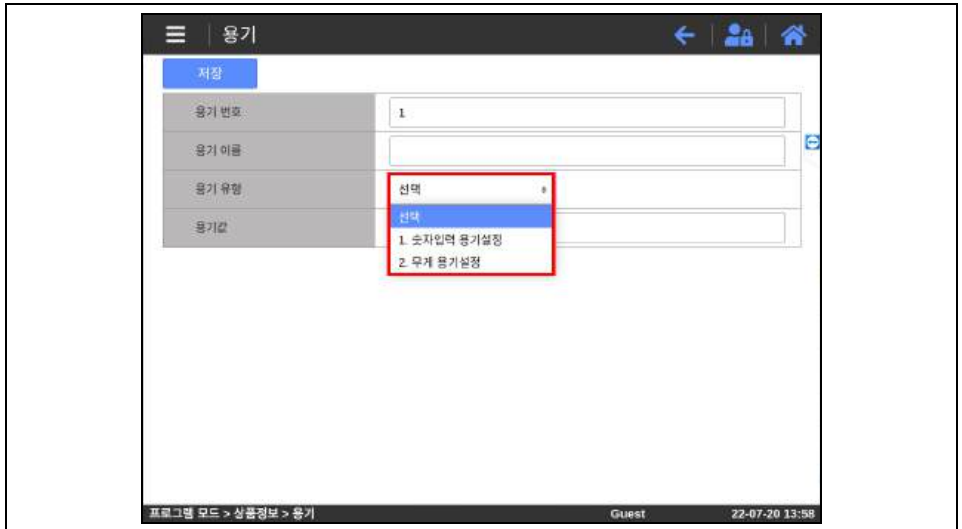 용기
저장
용기 번호
1
용기 이름
용기 유형
선택
선택
용기값
1. 숫자입력 용기설정
2. 무게 용기설정
프로그램 모드 > 상품정보 > 용기
Guest
22-07-20 13:58